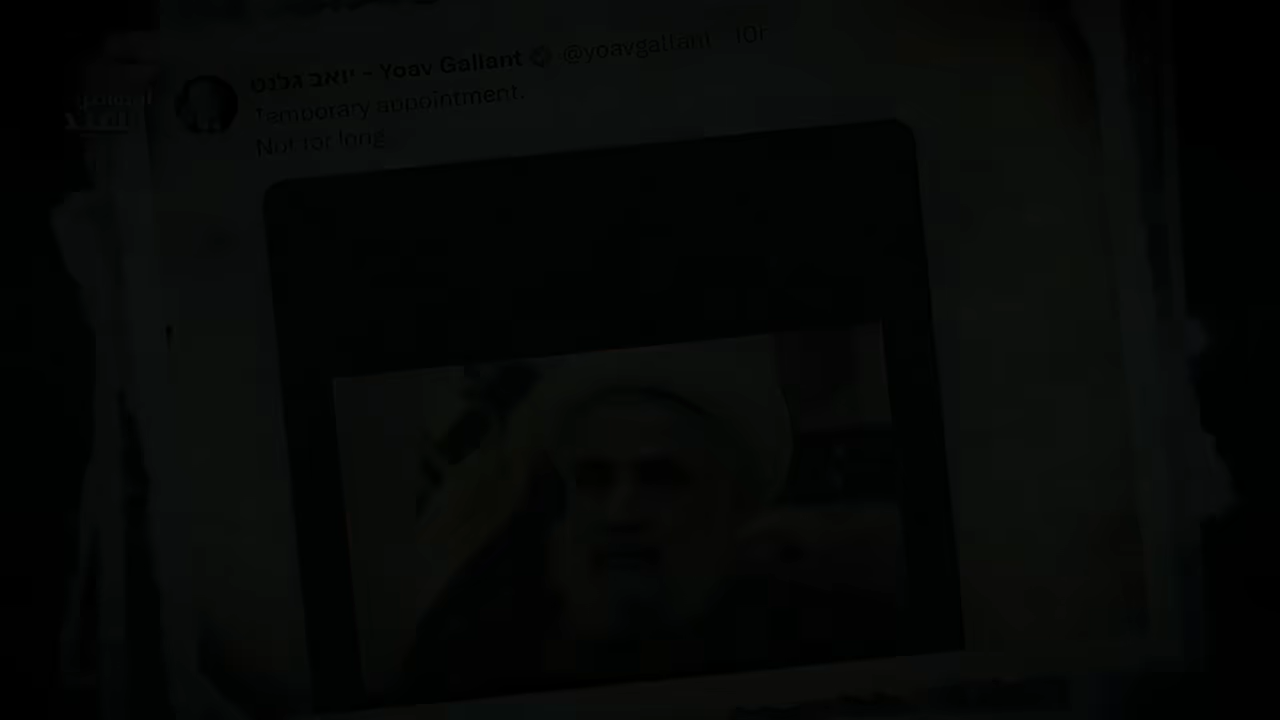 יואב גלנט - Yoav Gallant @yoavgallant
Temporary appointment.
Not for long